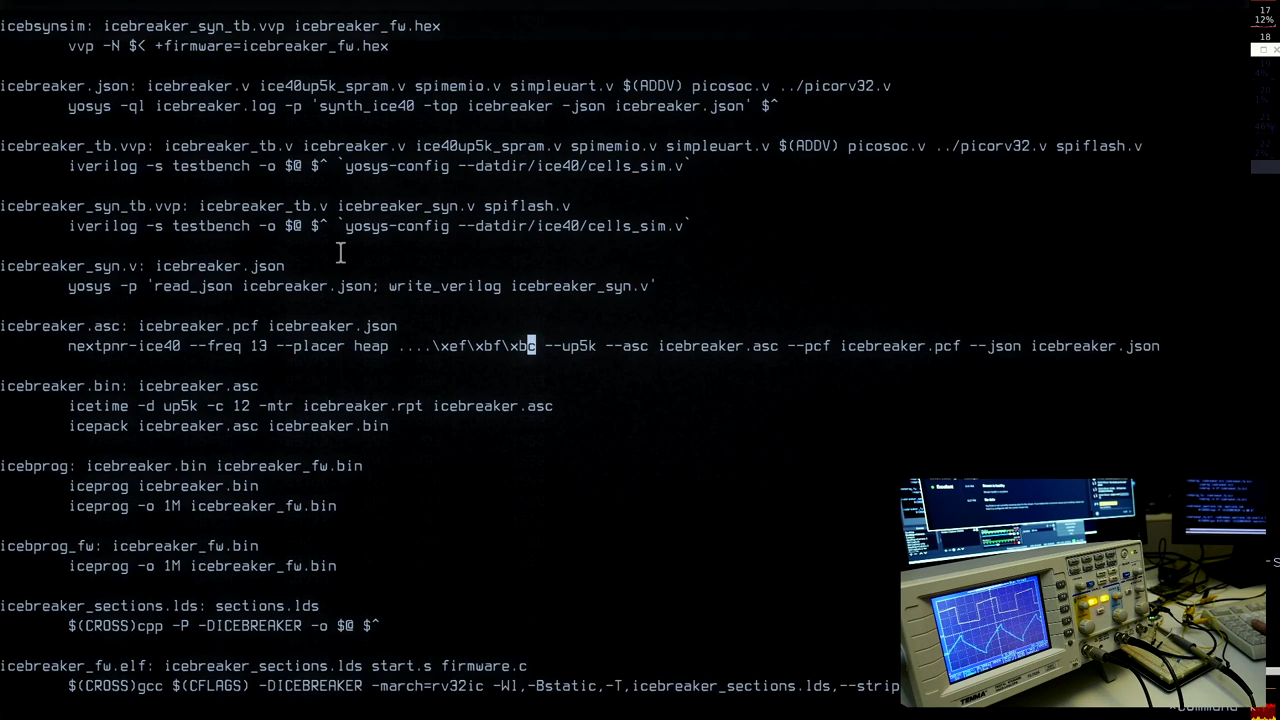 icebsynsim: icebreaker_syn_tb.vvp icebreaker_fw.hex
vvp -N $< +firmware=icebreaker_fw.hex
icebreaker.json: icebreaker.v ice40up5k_spram.v spimemio.v simpleuart.v $(ADDV) picosoc.v ../picorv32.v
yosys -ql icebreaker.log -p 'synth_ice40 -top icebreaker -json icebreaker.json' $^
icebreaker_tb.vvp: icebreaker_tb.v icebreaker.v ice40up5k_spram.v spimemio.v simpleuart.v $(ADDV) picosoc.v ../picorv32.v spiflash.v
iverilog -s testbench -o $@ $^ `yosys-config --datdir/ice40/cells_sim.v`
icebreaker_syn_tb.vvp: icebreaker_tb.v icebreaker_syn.v spiflash.v
iverilog -s testbench -o $@ $^ `yosys-config --datdir/ice40/cells_sim.v`
icebreaker_syn.v: icebreaker.json
yosys -p 'read_json icebreaker.json; write_verilog icebreaker_syn.v'
icebreaker.asc: icebreaker.pcf icebreaker.json
nextpnr-ice40 --freq 13 --placer heap ....\xef\xbf\xbc --up5k --asc icebreaker.asc --pcf icebreaker.pcf --json icebreaker.json
icebreaker.bin: icebreaker.asc
icetime -d up5k -c 12 -mtr icebreaker.rpt icebreaker.asc
icepack icebreaker.asc icebreaker.bin
icebprog: icebreaker.bin icebreaker_fw.bin
iceprog icebreaker.bin
iceprog -o 1M icebreaker_fw.bin
icebprog_fw: icebreaker_fw.bin
iceprog -o 1M icebreaker_fw.bin
icebreaker_sections.lds: sections.lds
$(CROSS)cpp -P -DICEBREAKER -o $@ $^
icebreaker_fw.elf: icebreaker_sections.lds start.s firmware.c
$(CROSS)gcc $(CFLAGS) -DICEBREAKER -march=rv32ic -Wl,-Bstatic,-T,icebreaker_sections.lds,--strip
17
12%
18
TENMA